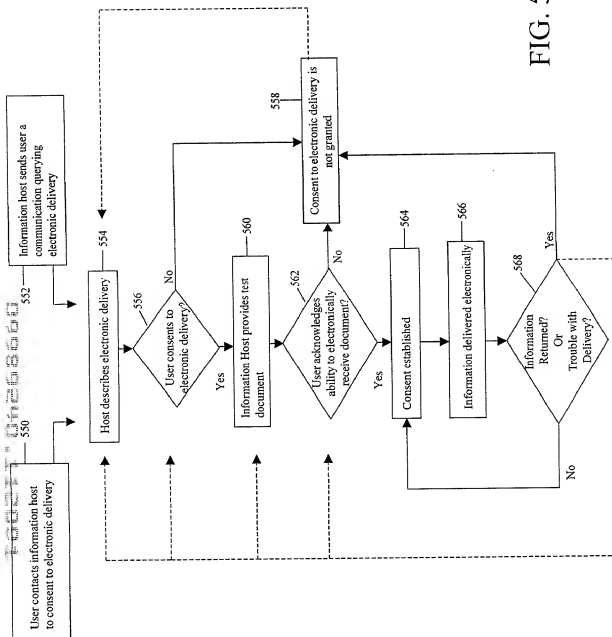 User contacts information host
to consent to electronic delivery
550
552
Information host sends user a
communication querying
electronic delivery
Host describes electronic delivery
554
556
User consents to
electronic delivery?
No
Yes
Information Host provides test
document
560
558
Consent to electronic delivery is
not granted
562
User acknowledges
ability to electronically
receive document?
No
Yes
Consent established
564
Information delivered electronically
566
568
Information
Returned?
Or
Trouble with
Delivery?
Yes
No
FIG.